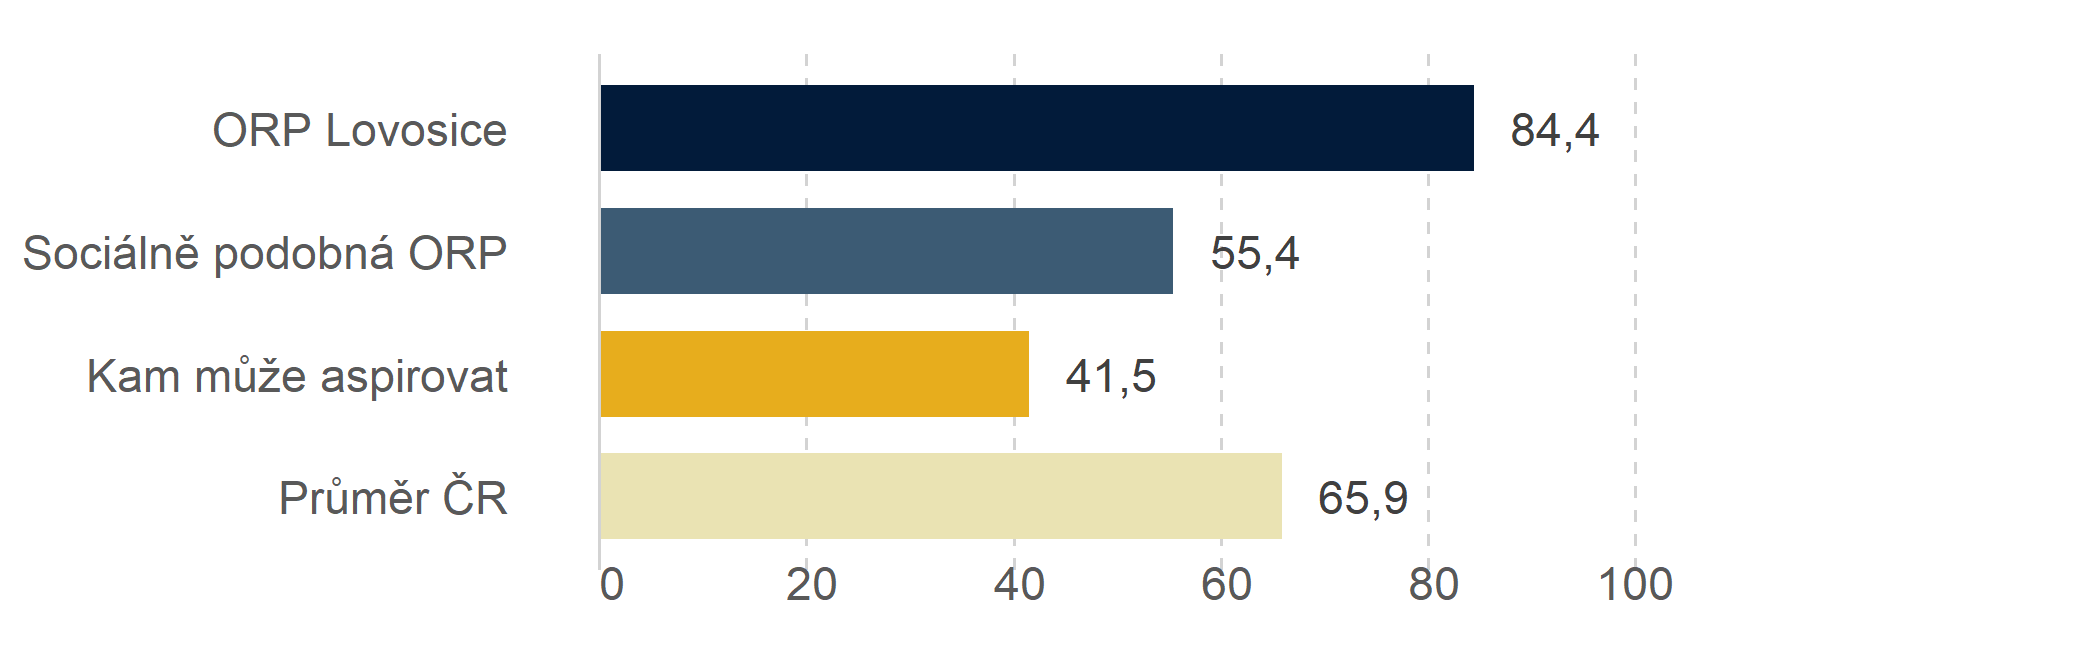 ORP Lovosice
84,4
Sociálně podobná ORP
55,4
Kam může aspirovat
41,5
Průměr ČR
65,9
0 20 40 60 80 100